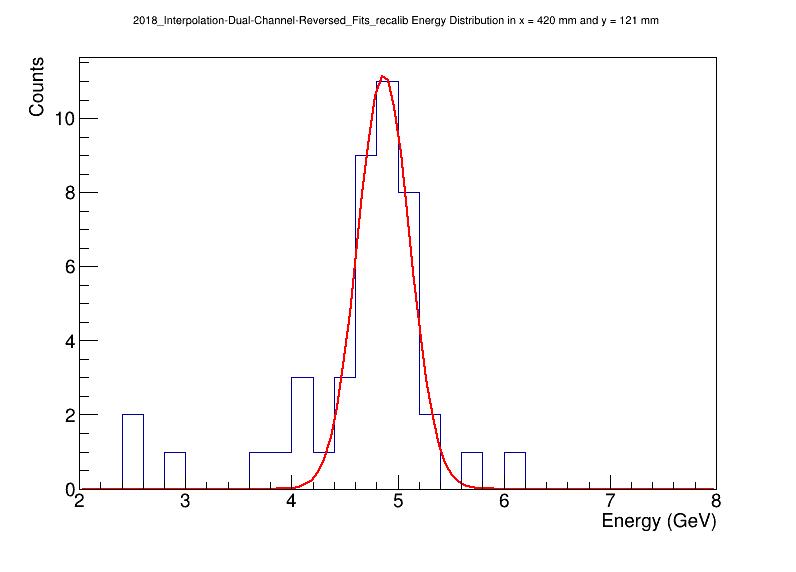 2018_Interpolation-Dual-Channel-Reversed_Fits_recalib Energy Distribution in x = 420 mm and y = 121 mm
Counts
10
8
6
4
2
0
2 3 4 5 6 7 8
Energy (GeV)